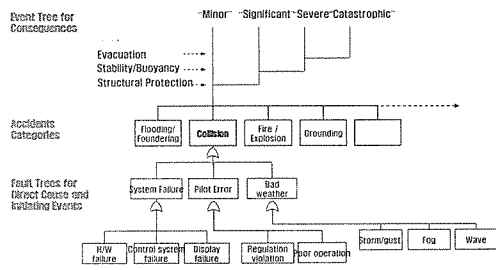 Event Tree for
Consequences
"Minor" "Significant" "Severe" "Catastrophic"
Evacuation
Stability/Buoyancy
Structural Protection
Accidents
Categories
Flooding/
Foundering
Collision
Fire /
Explosion
Grounding
Fault Trees for
Direct Cause and
Initiating Events
System Failure
Pilot Error
Bad
weather
H/W
failure
Control system
failure
Display
failure
Regulation
violation
Poor operation
Storm/gust
Fog
Wave